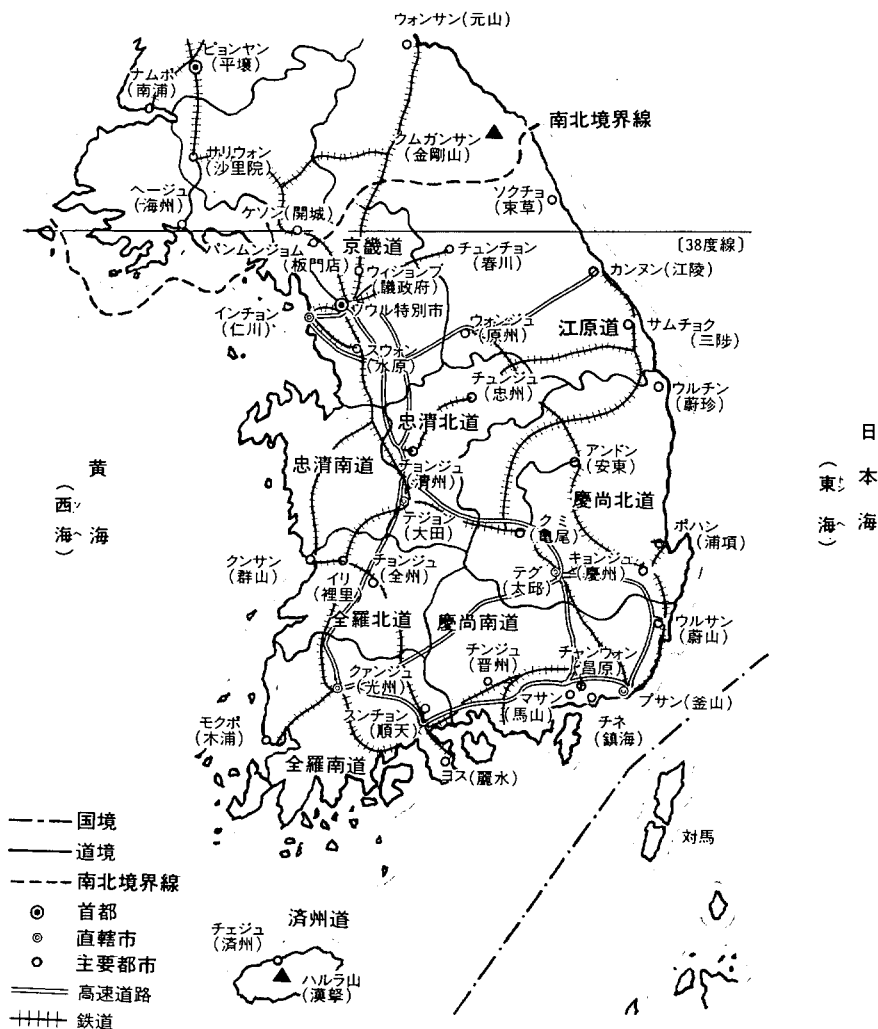 ウォンサン(元山)
ピョンヤン
(平壌)
ナムポ
(南浦)
南北境界線
クムガンサン
(金剛山)
サリウォン
(沙里院)
ソクチョ
(束草)
ヘージュ
(海州)
ケソン(開城)
〔38度線〕
パンムンジョム
(板門店)
京畿道
チュンチョン
(春川)
カンヌン(江陵)
ウィジョンブ
(議政府)
ソウル特別市
インチョン
(仁川)
ウォンジュ
(原州)
江原道
サムチョク
(三陟)
スウォン
(水原)
チュンジュ
(忠州)
ウルチン
(蔚珍)
忠清北道
忠清南道
チョンジュ
(清州)
アンドン
(安東)
慶尚北道
黄海
(西海)
ソヘ
日本海
(東海)
トンヘ
テジョン
(大田)
クミ
(亀尾)
ポハン
(浦項)
クンサン
(群山)
イリ
(裡里)
チョンジュ
(全州)
テグ
(太邱)
キョンジュ
(慶州)
全羅北道
慶尚南道
ウルサン
(蔚山)
チンジュ
(晋州)
チャンウォン
(昌原)
クァンジュ
(光州)
マサン
(馬山)
プサン(釜山)
チネ
(鎮海)
スンチョン
(順天)
モクポ
(木浦)
全羅南道
ヨス(麗水)
対馬
国境
道境
南北境界線
首都
直轄市
主要都市
高速道路
鉄道
済州道
チェジュ
(済州)
ハルラ山
(漢拏)